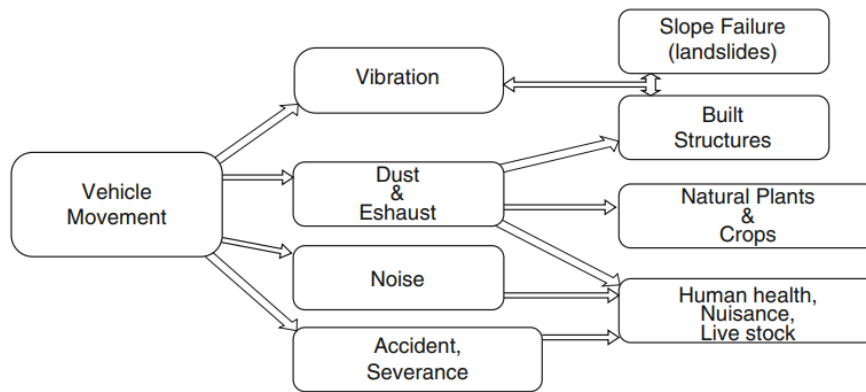 Slope Failure
(landslides)
Vibration
Built
Structures
Vehicle
Movement
Dust
&
Eshaust
Natural Plants
&
Crops
Noise
Human health,
Nuisance,
Live stock
Accident,
Severance